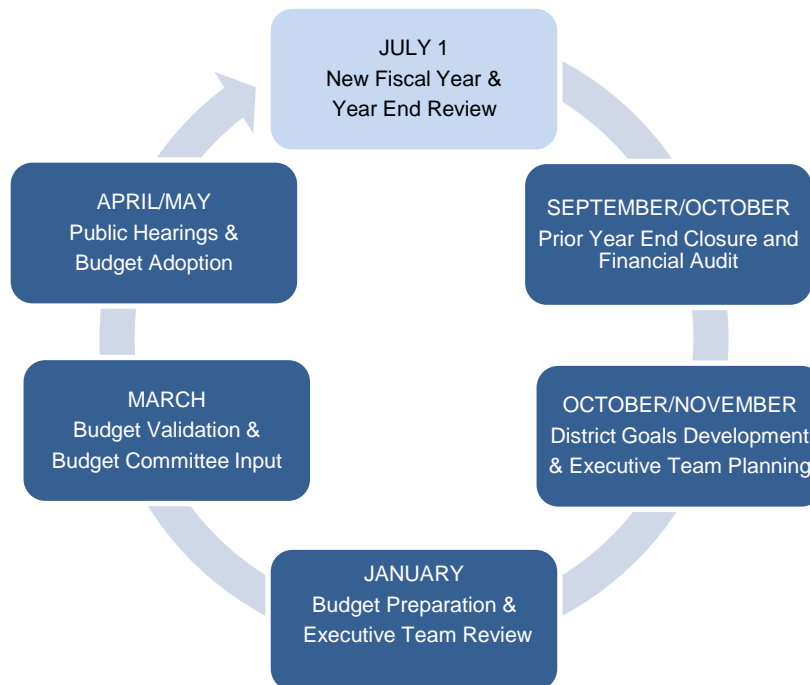 JULY 1
New Fiscal Year &
Year End Review
SEPTEMBER/OCTOBER
Prior Year End Closure and
Financial Audit
OCTOBER/NOVEMBER
District Goals Development
& Executive Team Planning
JANUARY
Budget Preparation &
Executive Team Review
MARCH
Budget Validation &
Budget Committee Input
APRIL/MAY
Public Hearings &
Budget Adoption